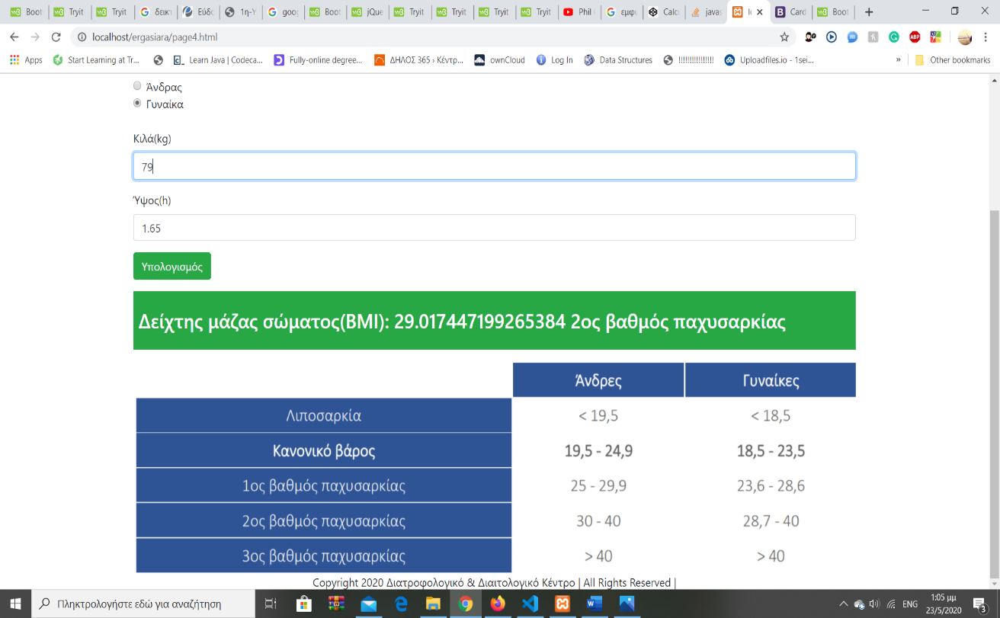 Boot Tryit Tryit δεικτ Εύδο 1η-Υ goog Boot jQue Tryit Tryit Tryit Tryit Phil εμφι Calcu javas Card Boot
localhost/ergasiara/page4.html
Apps Start Learning at Tr... Learn Java | Codeca... Fully-online degree... ΔΗΛΟΣ 365 › Κέντρ... ownCloud Log In Data Structures !!!!!!!!!!!!!!!! Uploadfiles.io - 1sei... » Other bookmarks
Άνδρας
Γυναίκα
Κιλά(kg)
79
Ύψος(h)
1.65
Υπολογισμός
Δείχτης μάζας σώματος(BMI): 29.017447199265384 2ος βαθμός παχυσαρκίας
Άνδρες Γυναίκες
Λιποσαρκία < 19,5 < 18,5
Κανονικό βάρος 19,5 - 24,9 18,5 - 23,5
1ος βαθμός παχυσαρκίας 25 - 29,9 23,6 - 28,6
2ος βαθμός παχυσαρκίας 30 - 40 28,7 - 40
3ος βαθμός παχυσαρκίας > 40 > 40
Copyright 2020 Διατροφολογικό & Διαιτολογικό Κέντρο | All Rights Reserved |
Πληκτρολογήστε εδώ για αναζήτηση
ENG
1:05 μμ
23/5/2020
3